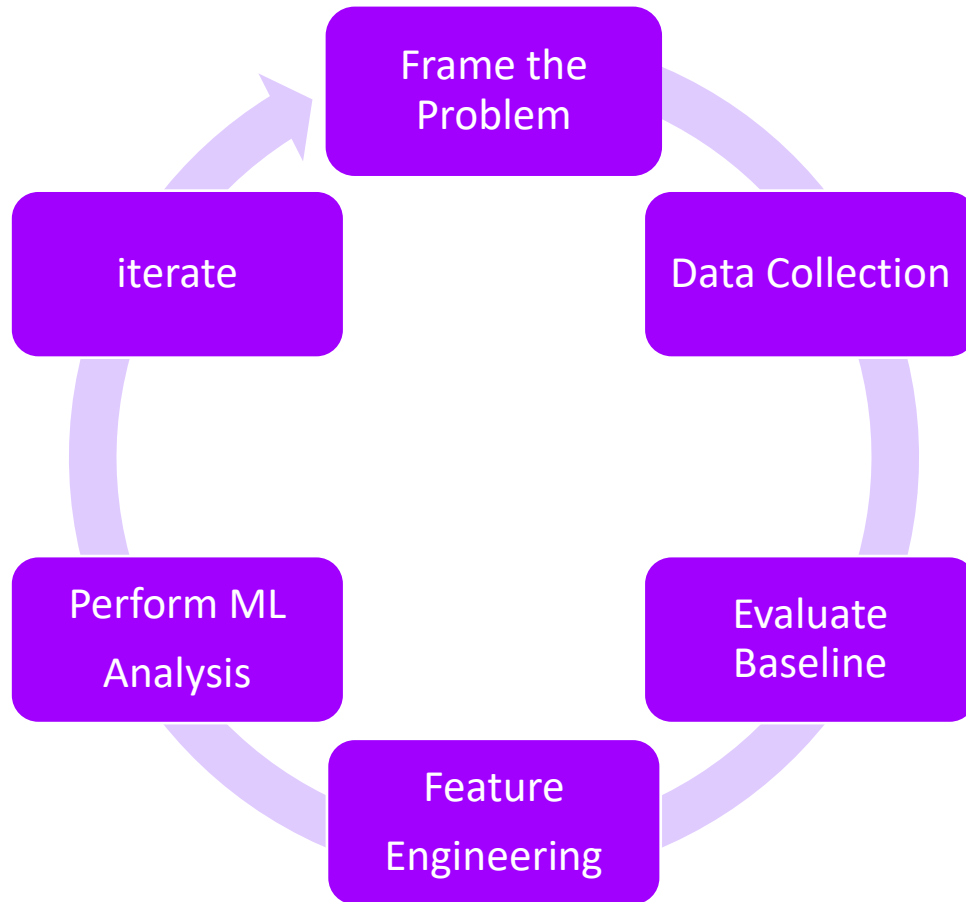 Frame the
Problem
Data Collection
Evaluate
Baseline
Feature
Engineering
Perform ML
Analysis
iterate